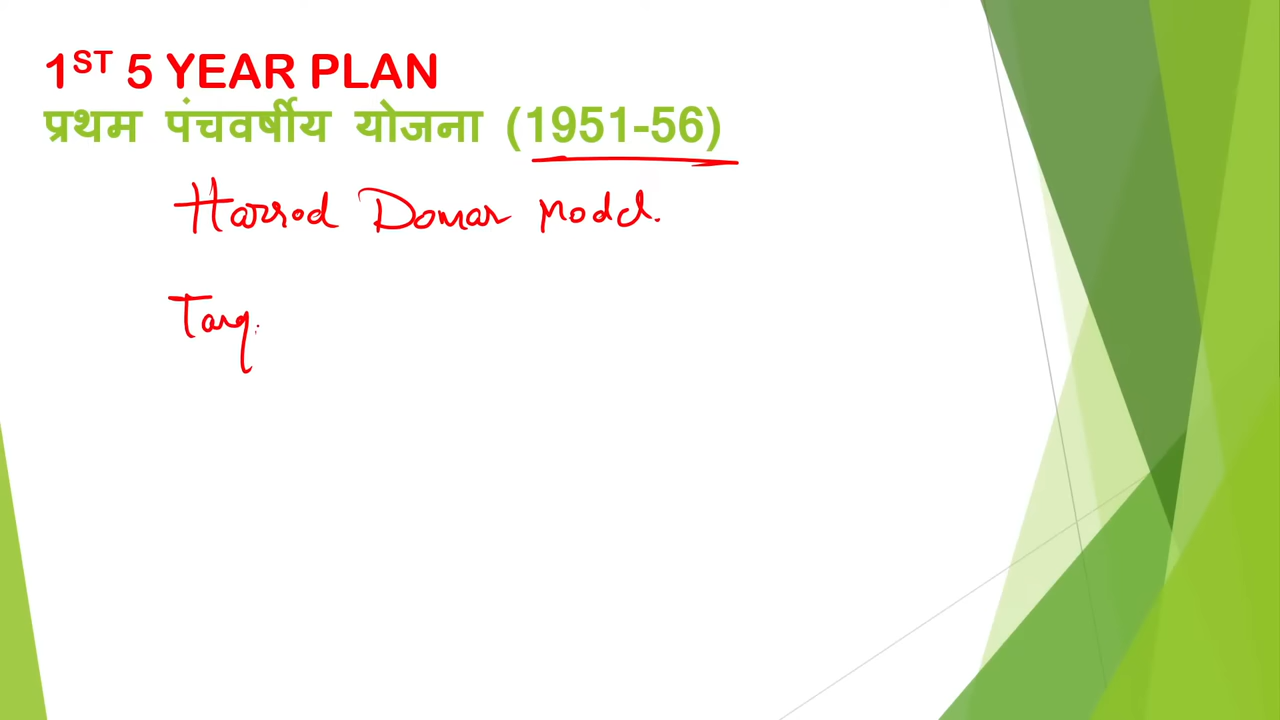 1ST 5 YEAR PLAN
प्रथम पंचवर्षीय योजना (1951-56)
Harrod Domar Model.
Targ